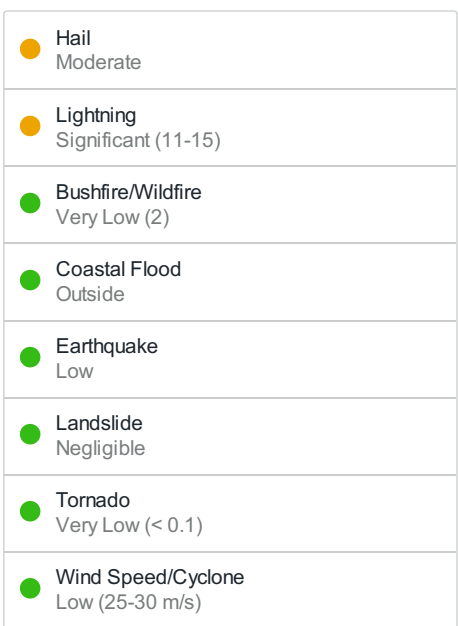 Hail
Moderate
Lightning
Significant (11-15)
Bushfire/Wildfire
Very Low (2)
Coastal Flood
Outside
Earthquake
Low
Landslide
Negligible
Tornado
Very Low (< 0.1)
Wind Speed/Cyclone
Low (25-30 m/s)